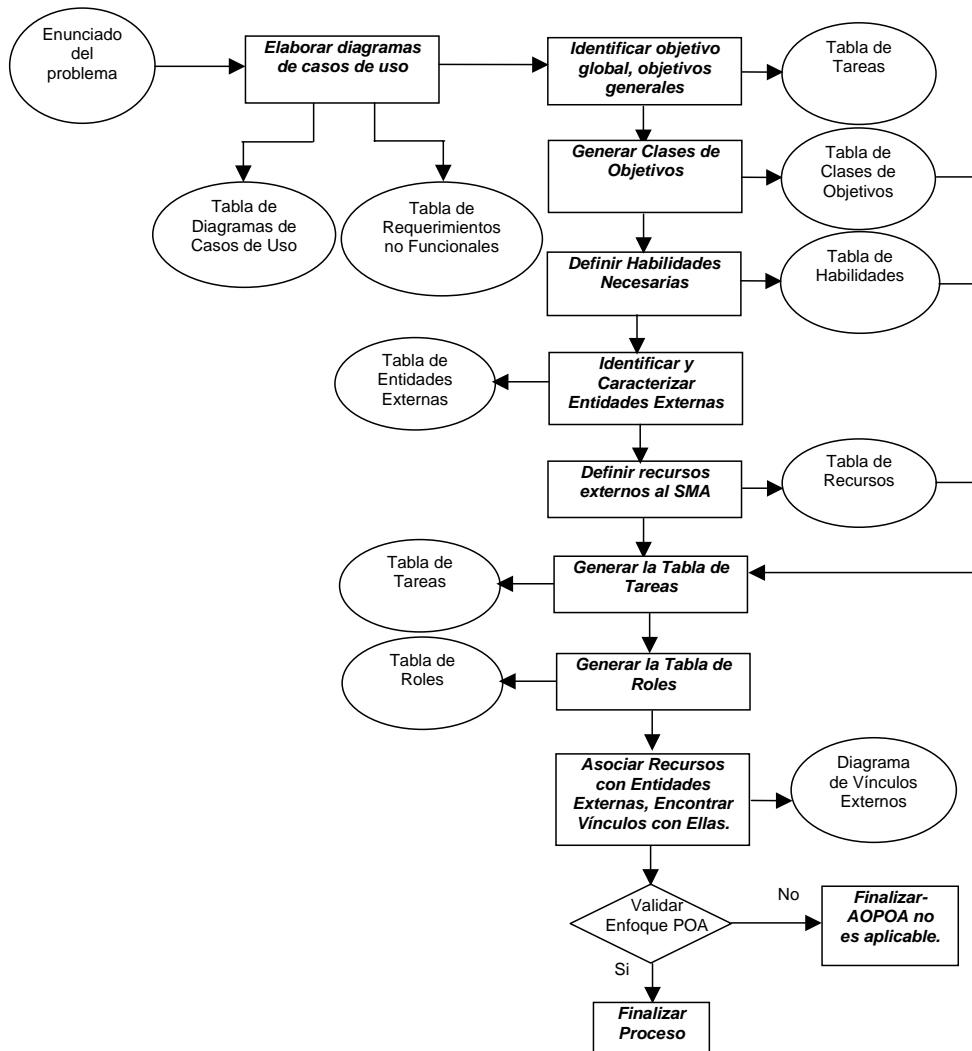 Enunciado
del
problema
Elaborar diagramas
de casos de uso
Identificar objetivo
global, objetivos
generales
Tabla de
Tareas
Generar Clases de
Objetivos
Tabla de
Clases de
Objetivos
Tabla de
Diagramas de
Casos de Uso
Tabla de
Requerimientos
no Funcionales
Definir Habilidades
Necesarias
Tabla de
Habilidades
Tabla de
Entidades
Externas
Identificar y
Caracterizar
Entidades Externas
Definir recursos
externos al SMA
Tabla de
Recursos
Tabla de
Tareas
Generar la Tabla de
Tareas
Tabla de
Roles
Generar la Tabla de
Roles
Asociar Recursos
con Entidades
Externas, Encontrar
Vínculos con Ellas.
Diagrama
de Vínculos
Externos
Validar
Enfoque POA
No
Finalizar-
AOPOA no
es aplicable.
Si
Finalizar
Proceso